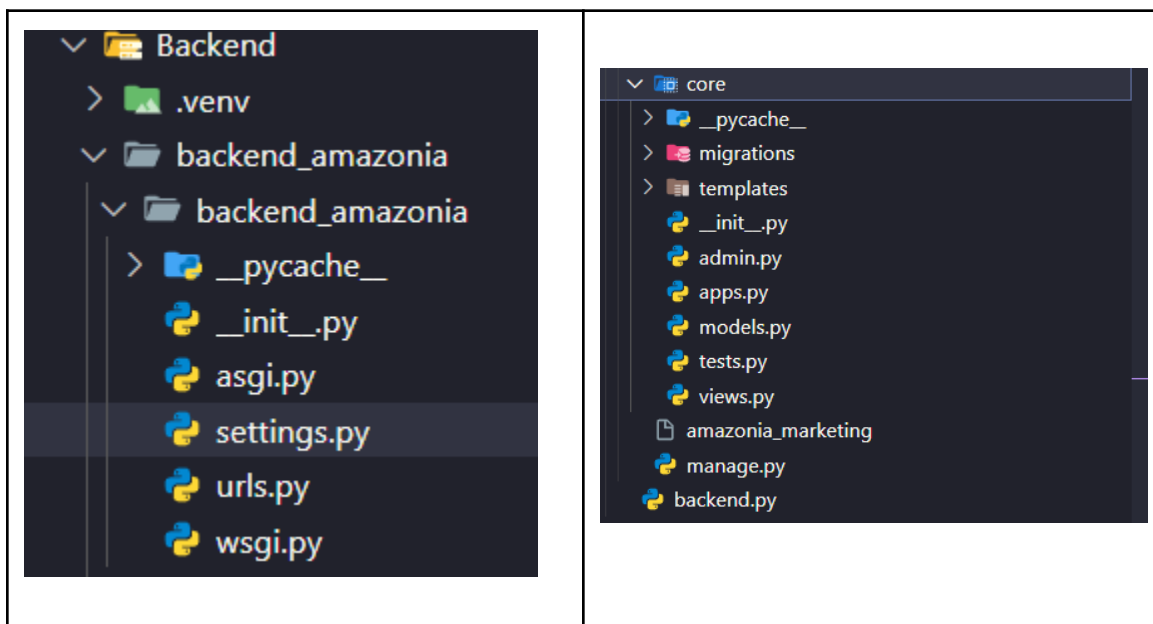 Backend
.venv
backend_amazonia
backend_amazonia
__pycache__
__init__.py
asgi.py
settings.py
urls.py
wsgi.py
core
__pycache__
migrations
templates
__init__.py
admin.py
apps.py
models.py
tests.py
views.py
amazonia_marketing
manage.py
backend.py